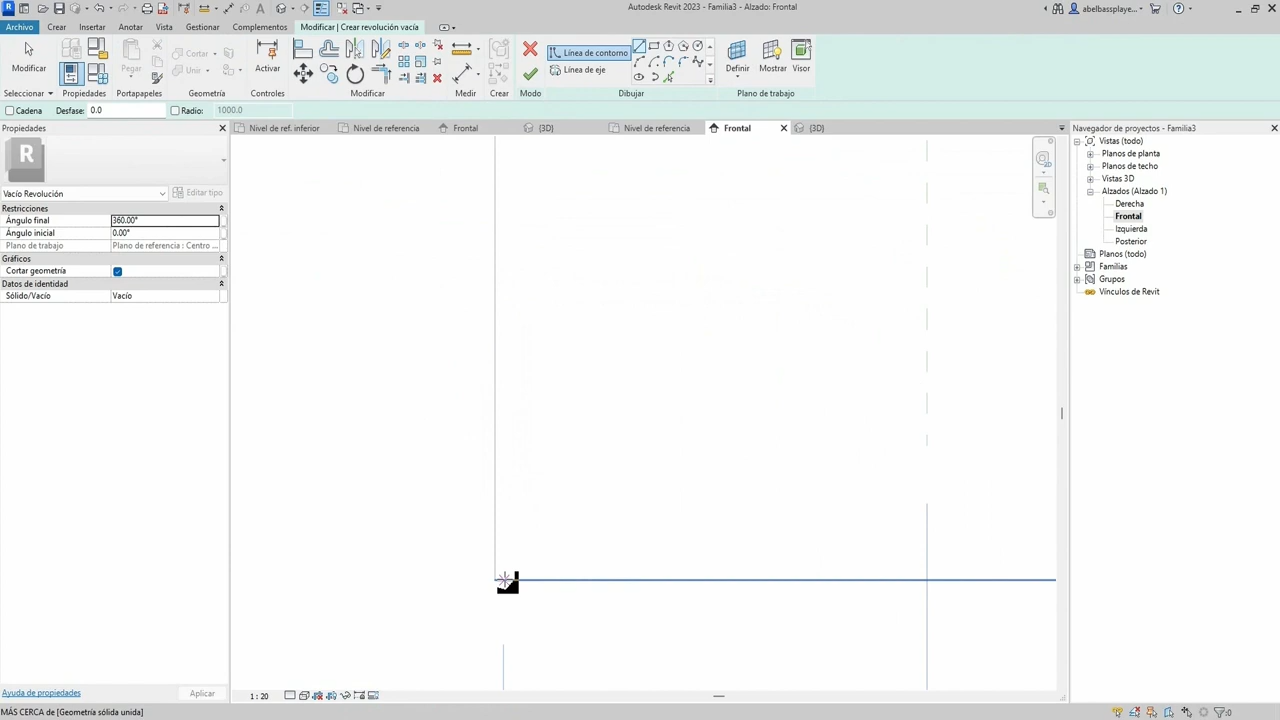 Autodesk Revit 2023 - Familia3 - Alzado: Frontal
abelbassplaye...
Archivo Crear Insertar Anotar Vista Gestionar Complementos Modificar | Crear revolución vacía
Modificar
Pegar
Cortar
Unir
Activar
Línea de contorno
Línea de eje
Definir Mostrar Visor
Seleccionar Propiedades Portapapeles Geometría Controles Modificar Medir Crear Modo Dibujar Plano de trabajo
Cadena Desfase: 0.0 Radio: 1000.0
Propiedades
Nivel de ref. inferior Nivel de referencia Frontal {3D} Nivel de referencia Frontal {3D}
Navegador de proyectos - Familia3
R
Vacío Revolución Editar tipo
Restricciones
Ángulo final 360.00°
Ángulo inicial 0.00°
Plano de trabajo Plano de referencia : Centro ...
Gráficos
Cortar geometría
Datos de identidad
Sólido/Vacío Vacío
2D
Vistas (todo)
Planos de planta
Planos de techo
Vistas 3D
Alzados (Alzado 1)
Derecha
Frontal
Izquierda
Posterior
Planos (todo)
Familias
Grupos
Vínculos de Revit
Ayuda de propiedades Aplicar
1 : 20
MÁS CERCA de [Geometría sólida unida]
:0